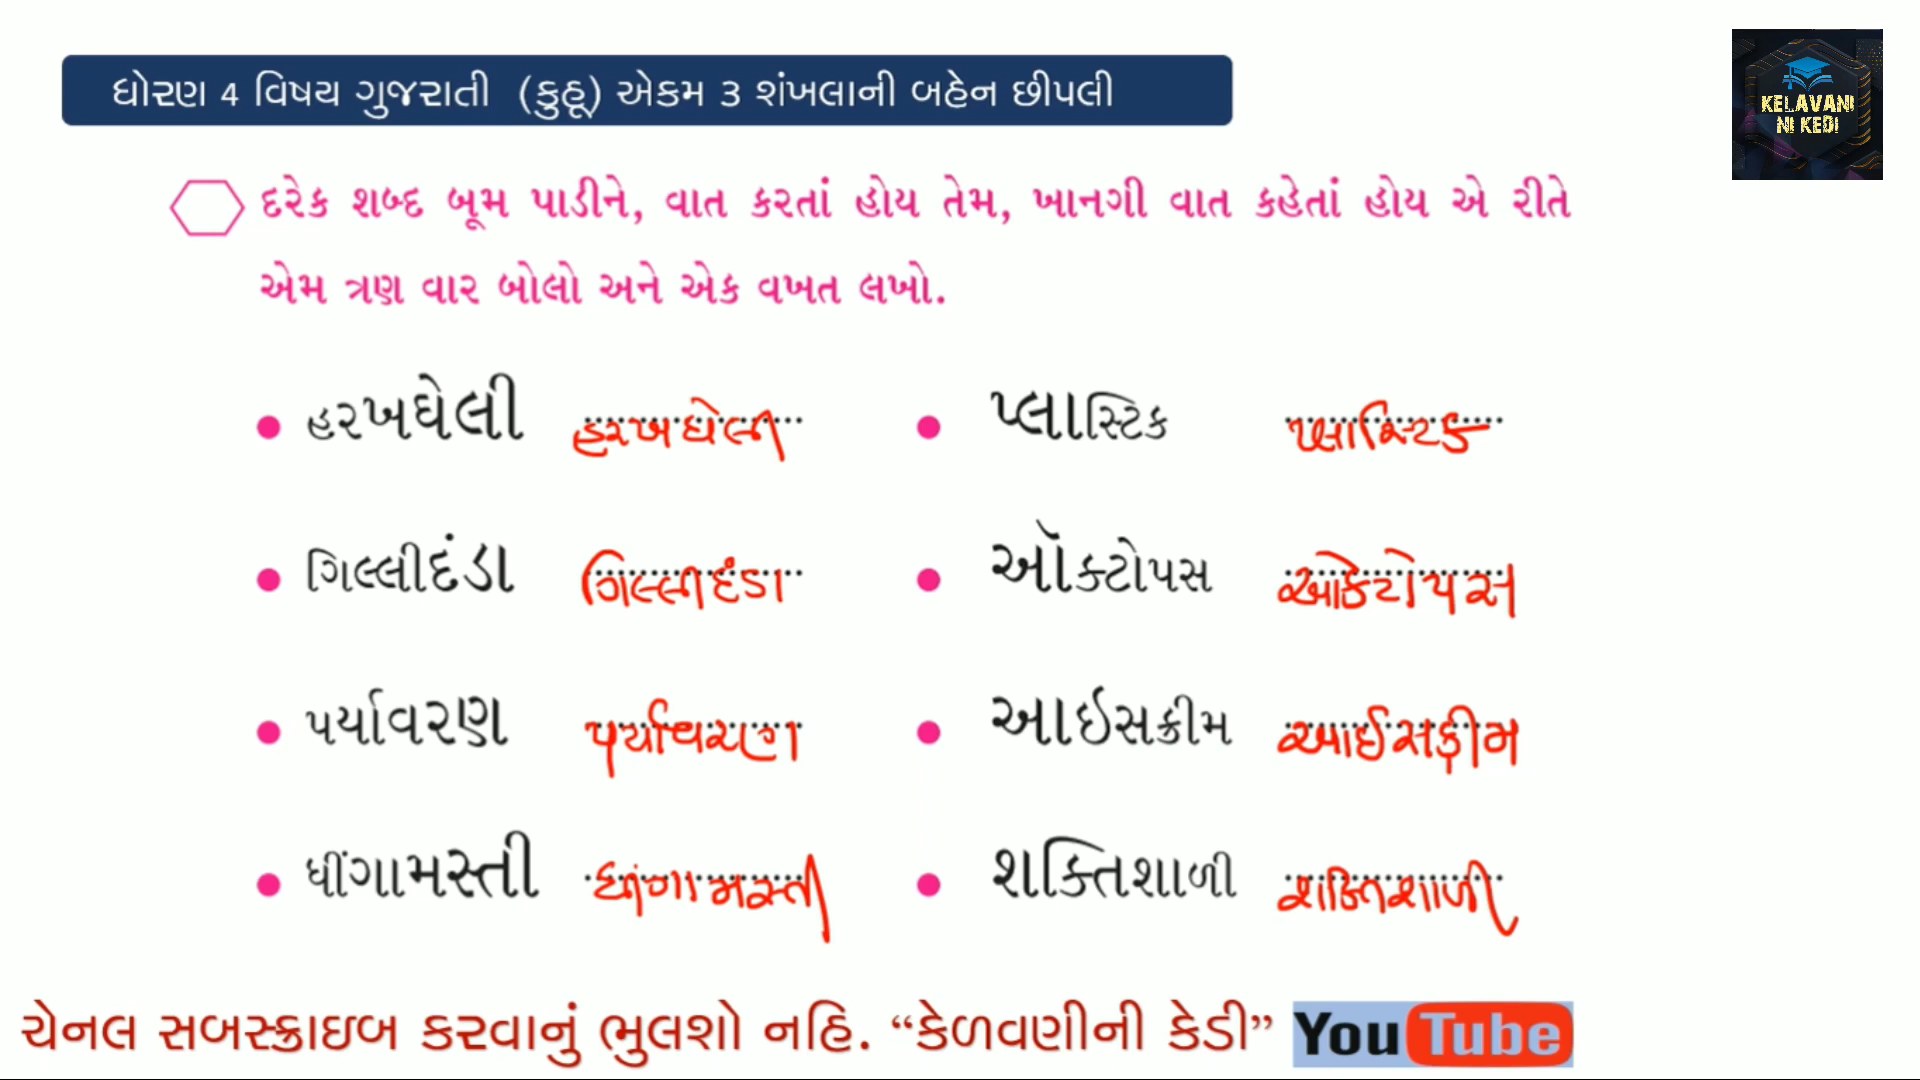 ધોરણ 4 વિષય ગુજરાતી (કુહૂ) એકમ 3 શંખલાની બહેન છીપલી
KELAVANI
NI KEDI
દરેક શબ્દ બૂમ પાડીને, વાત કરતાં હોય તેમ, ખાનગી વાત કહેતાં હોય એ રીતે
એમ ત્રણ વાર બોલો અને એક વખત લખો.
હરખઘેલી હરખઘેલી પ્લાસ્ટિક પ્લાસ્ટિક
ગિલ્લીદંડા ગિલ્લીદંડા ઑક્ટોપસ ઓક્ટોપસ
પર્યાવરણ પર્યાવરણ આઇસક્રીમ આઈસક્રીમ
ધીંગામસ્તી ધીંગામસ્તી શક્તિશાળી શક્તિશાળી
ચેનલ સબસ્ક્રાઇબ કરવાનું ભુલશો નહિ. “કેળવણીની કેડી” YouTube